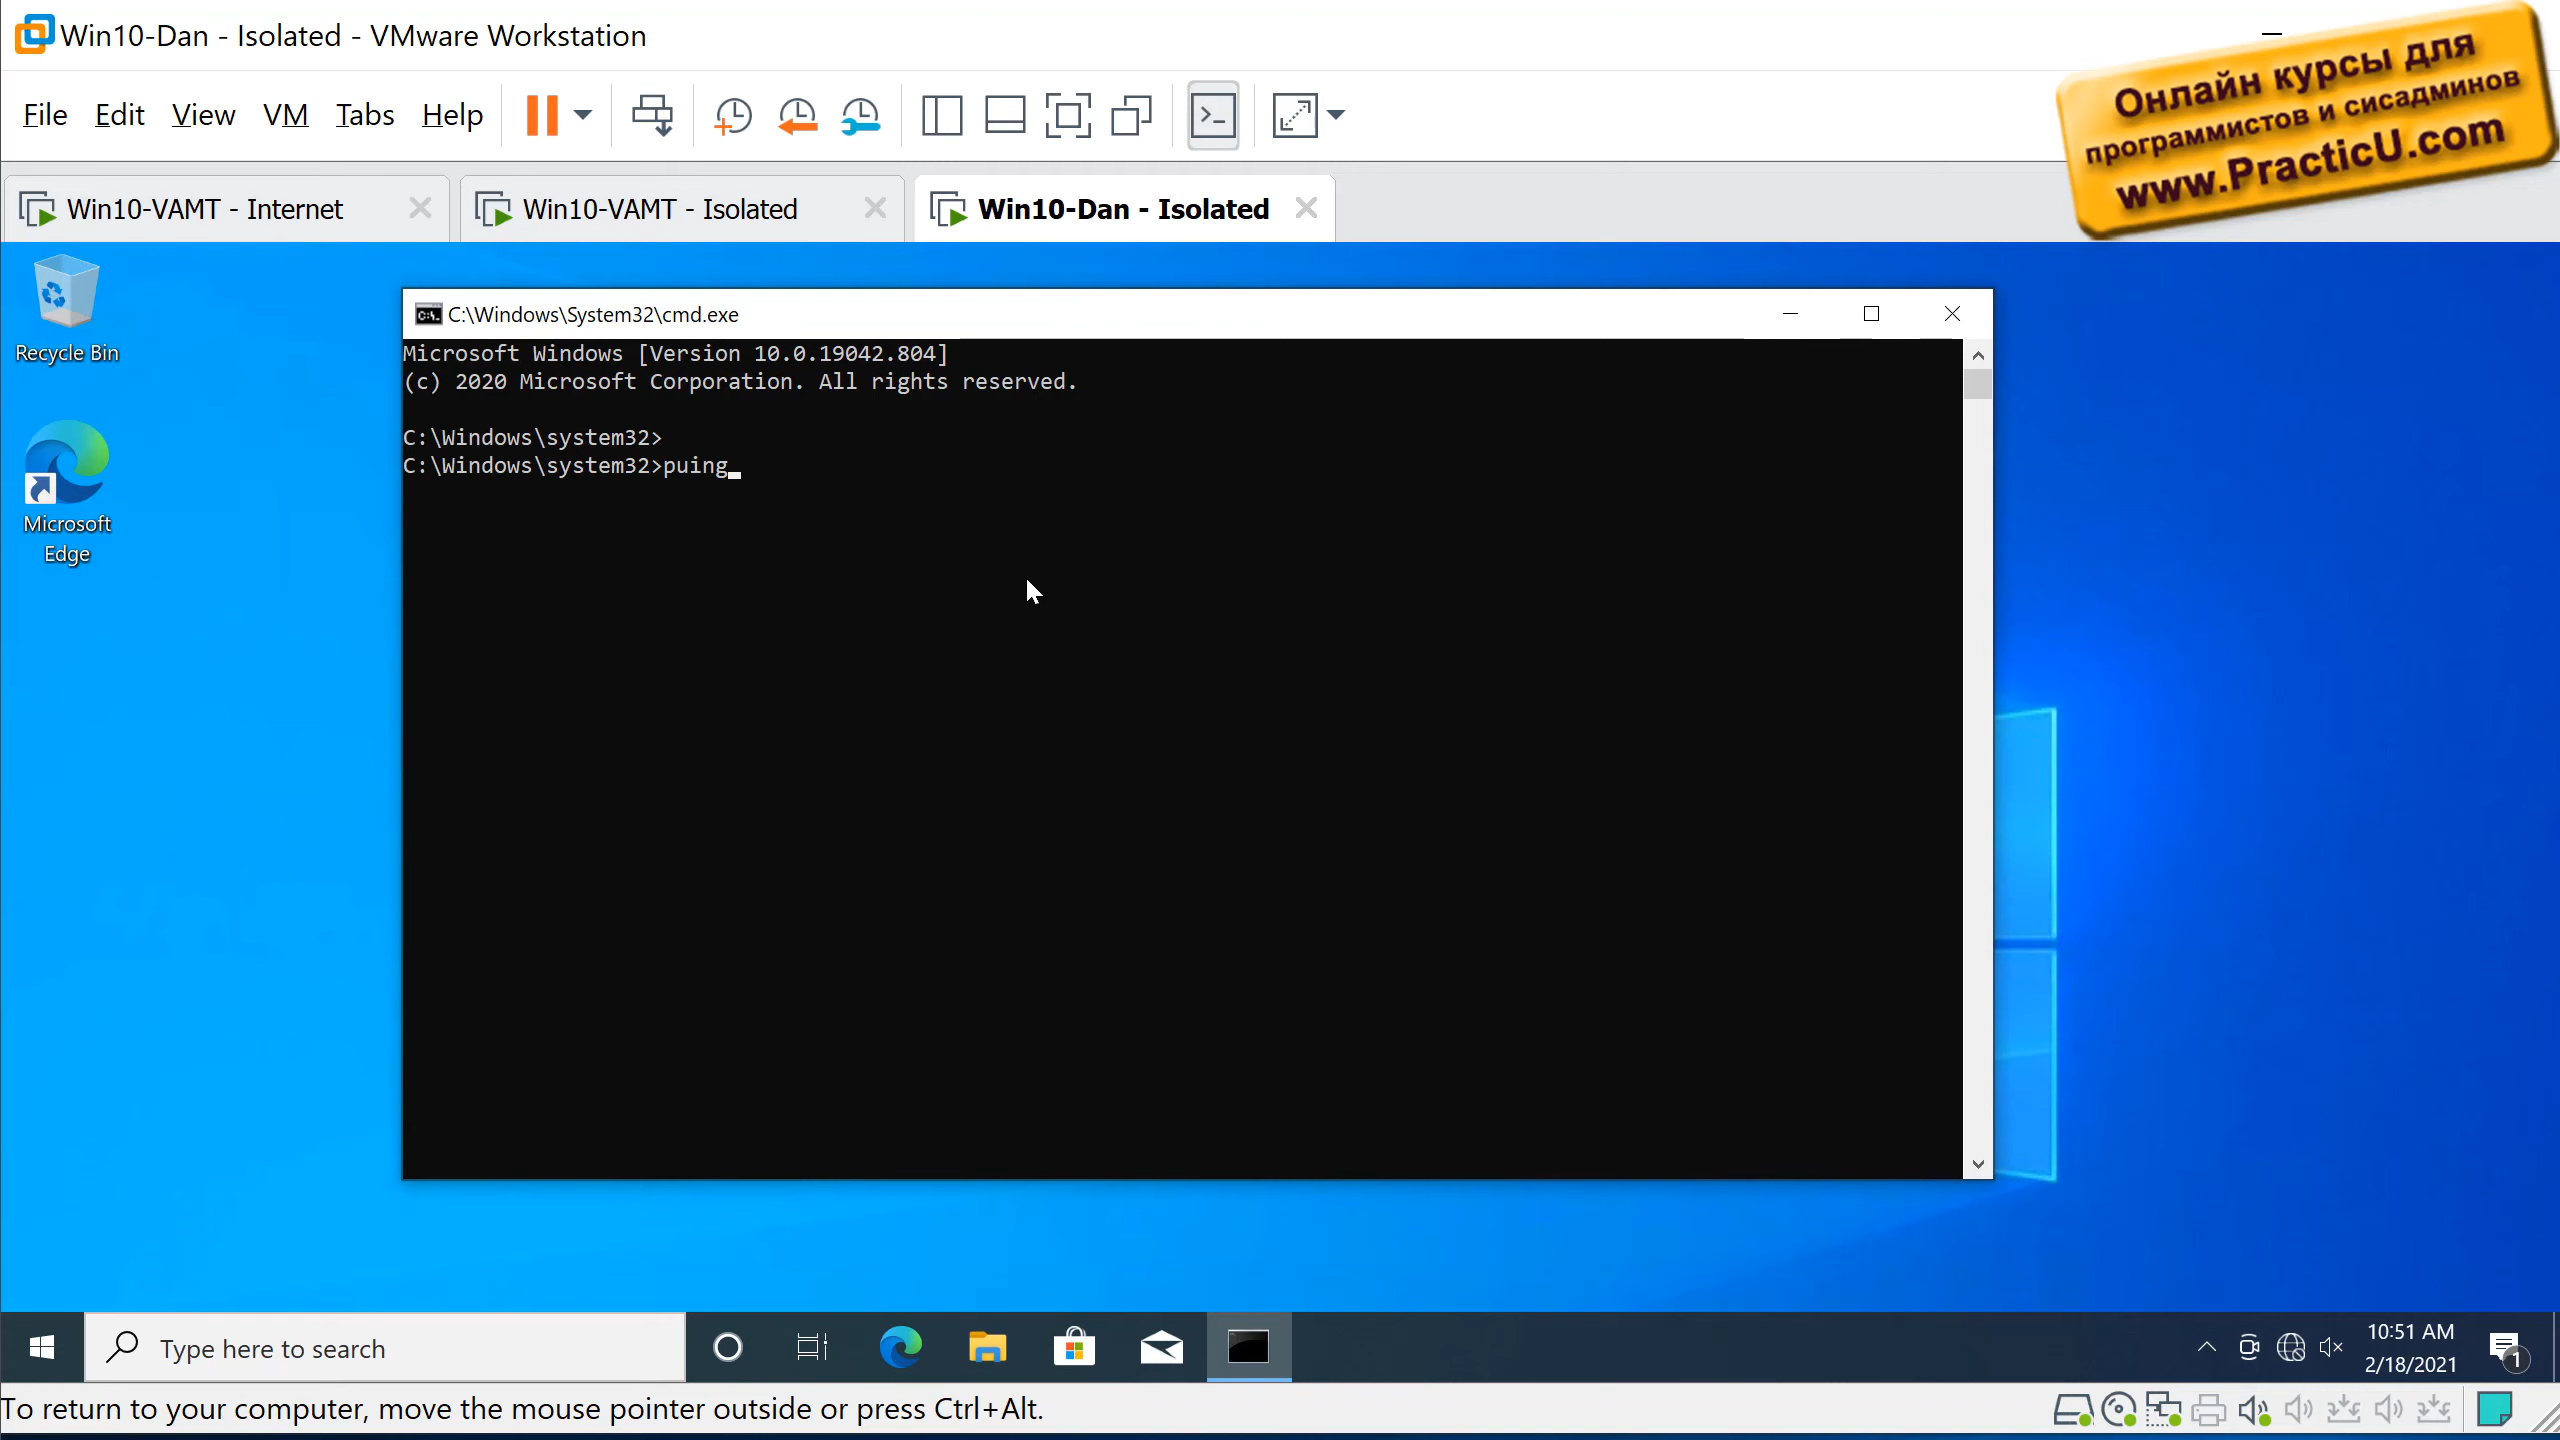 Win10-Dan - Isolated - VMware Workstation
Онлайн курсы для
программистов и сисадминов
www.PracticU.com
File Edit View VM Tabs Help
Win10-VAMT - Internet
Win10-VAMT - Isolated
Win10-Dan - Isolated
Recycle Bin
Microsoft
Edge
C:\Windows\System32\cmd.exe
Microsoft Windows [Version 10.0.19042.804]
(c) 2020 Microsoft Corporation. All rights reserved.
C:\Windows\system32>
C:\Windows\system32>puing
Type here to search
10:51 AM
2/18/2021
1
To return to your computer, move the mouse pointer outside or press Ctrl+Alt.